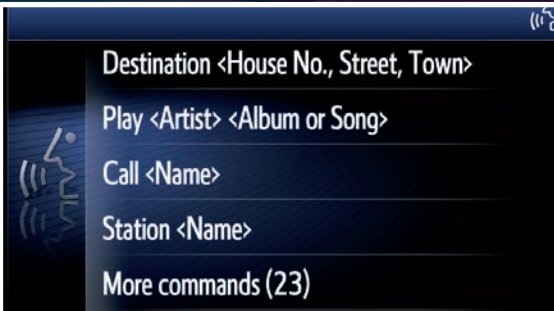 Destination <House No., Street, Town>
Play <Artist> <Album or Song>
Call <Name>
Station <Name>
More commands (23)